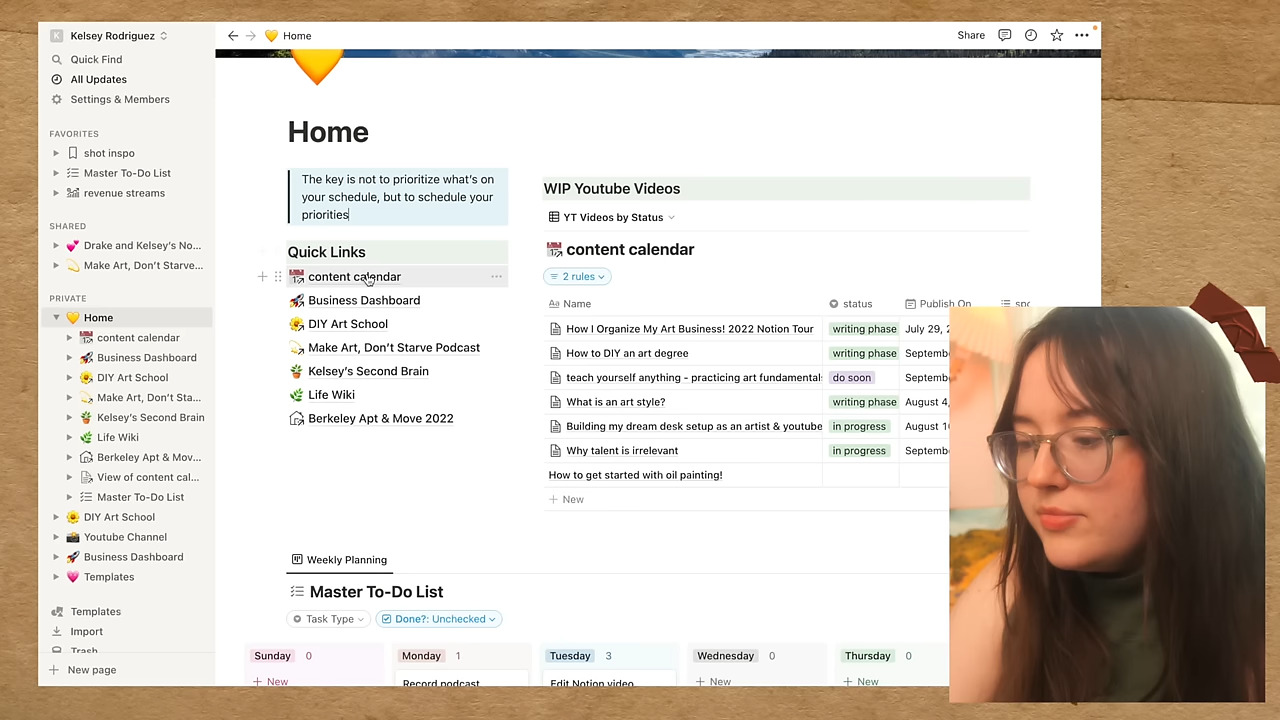 Kelsey Rodriguez
Quick Find
All Updates
Settings & Members
FAVORITES
shot inspo
Master To-Do List
revenue streams
SHARED
Drake and Kelsey's No...
Make Art, Don't Starve...
PRIVATE
Home
content calendar
Business Dashboard
DIY Art School
Make Art, Don't Sta...
Kelsey's Second Brain
Life Wiki
Berkeley Apt & Mov...
View of content cal...
Master To-Do List
DIY Art School
Youtube Channel
Business Dashboard
Templates
Templates
Import
Trash
New page
Home
Share
Home
The key is not to prioritize what's on
your schedule, but to schedule your
priorities
Quick Links
content calendar
Business Dashboard
DIY Art School
Make Art, Don't Starve Podcast
Kelsey's Second Brain
Life Wiki
Berkeley Apt & Move 2022
WIP Youtube Videos
YT Videos by Status
content calendar
2 rules
Aa Name status Publish On spo
How I Organize My Art Business! 2022 Notion Tour writing phase July 29, 2
How to DIY an art degree writing phase Septembe
teach yourself anything - practicing art fundamentals do soon Septembe
What is an art style? writing phase August 4,
Building my dream desk setup as an artist & youtube in progress August 10
Why talent is irrelevant in progress Septembe
How to get started with oil painting!
+ New
Weekly Planning
Master To-Do List
Task Type Done?: Unchecked
Sunday 0 Monday 1 Tuesday 3 Wednesday 0 Thursday 0
+ New Record podcast Edit Notion video + New + New